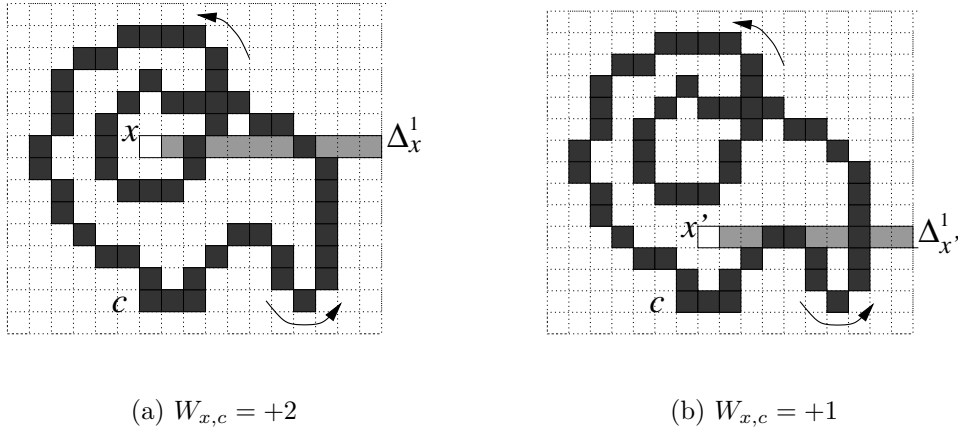 x
Δ_x^1
c
(a) W_{x,c} = +2
x'
Δ_{x'}^1
c
(b) W_{x,c} = +1